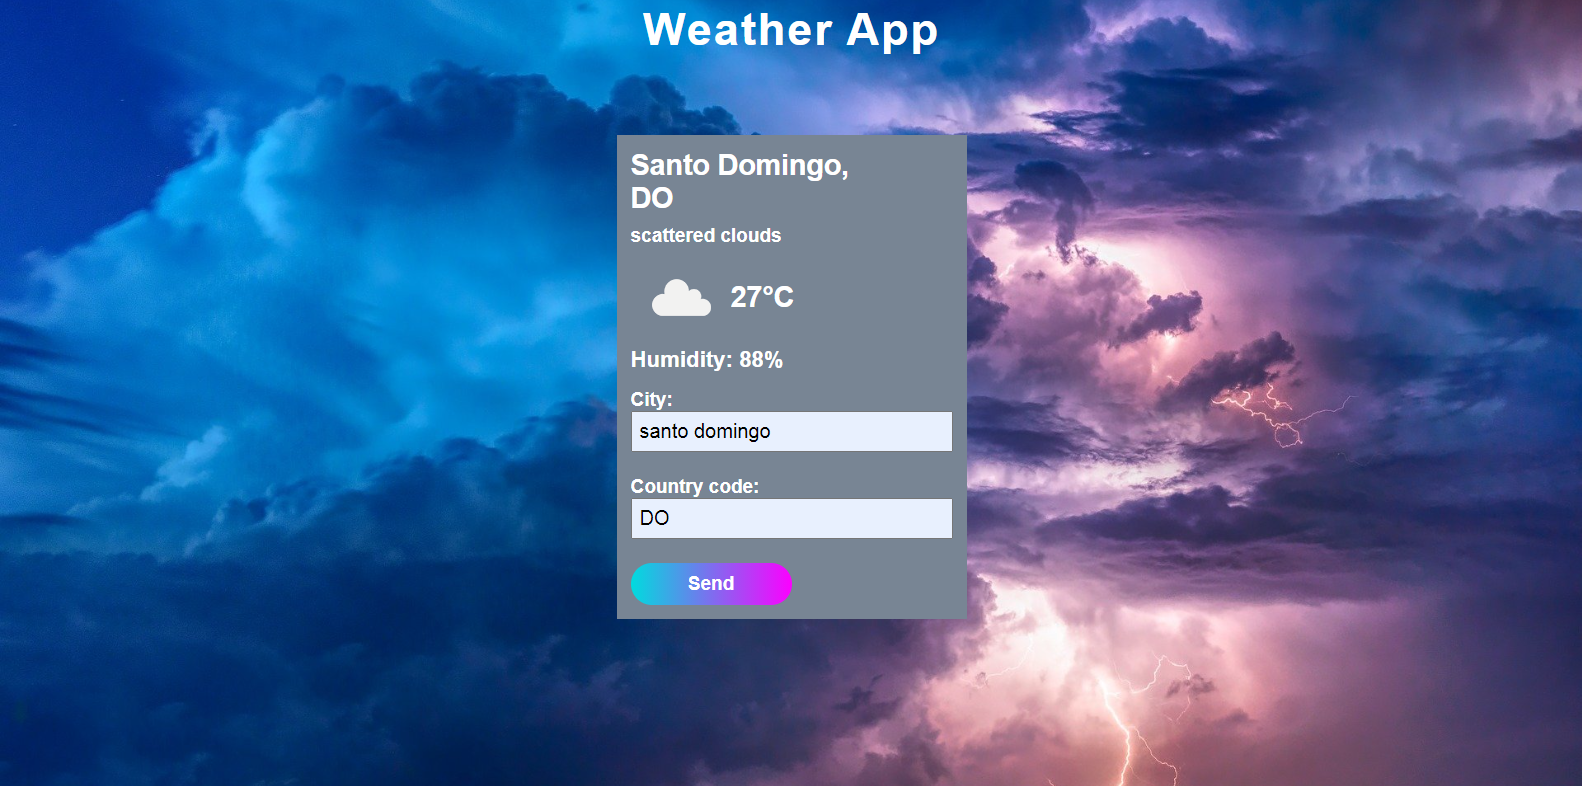 Weather App
Santo Domingo,
DO
scattered clouds
27°C
Humidity: 88%
City:
santo domingo
Country code:
DO
Send